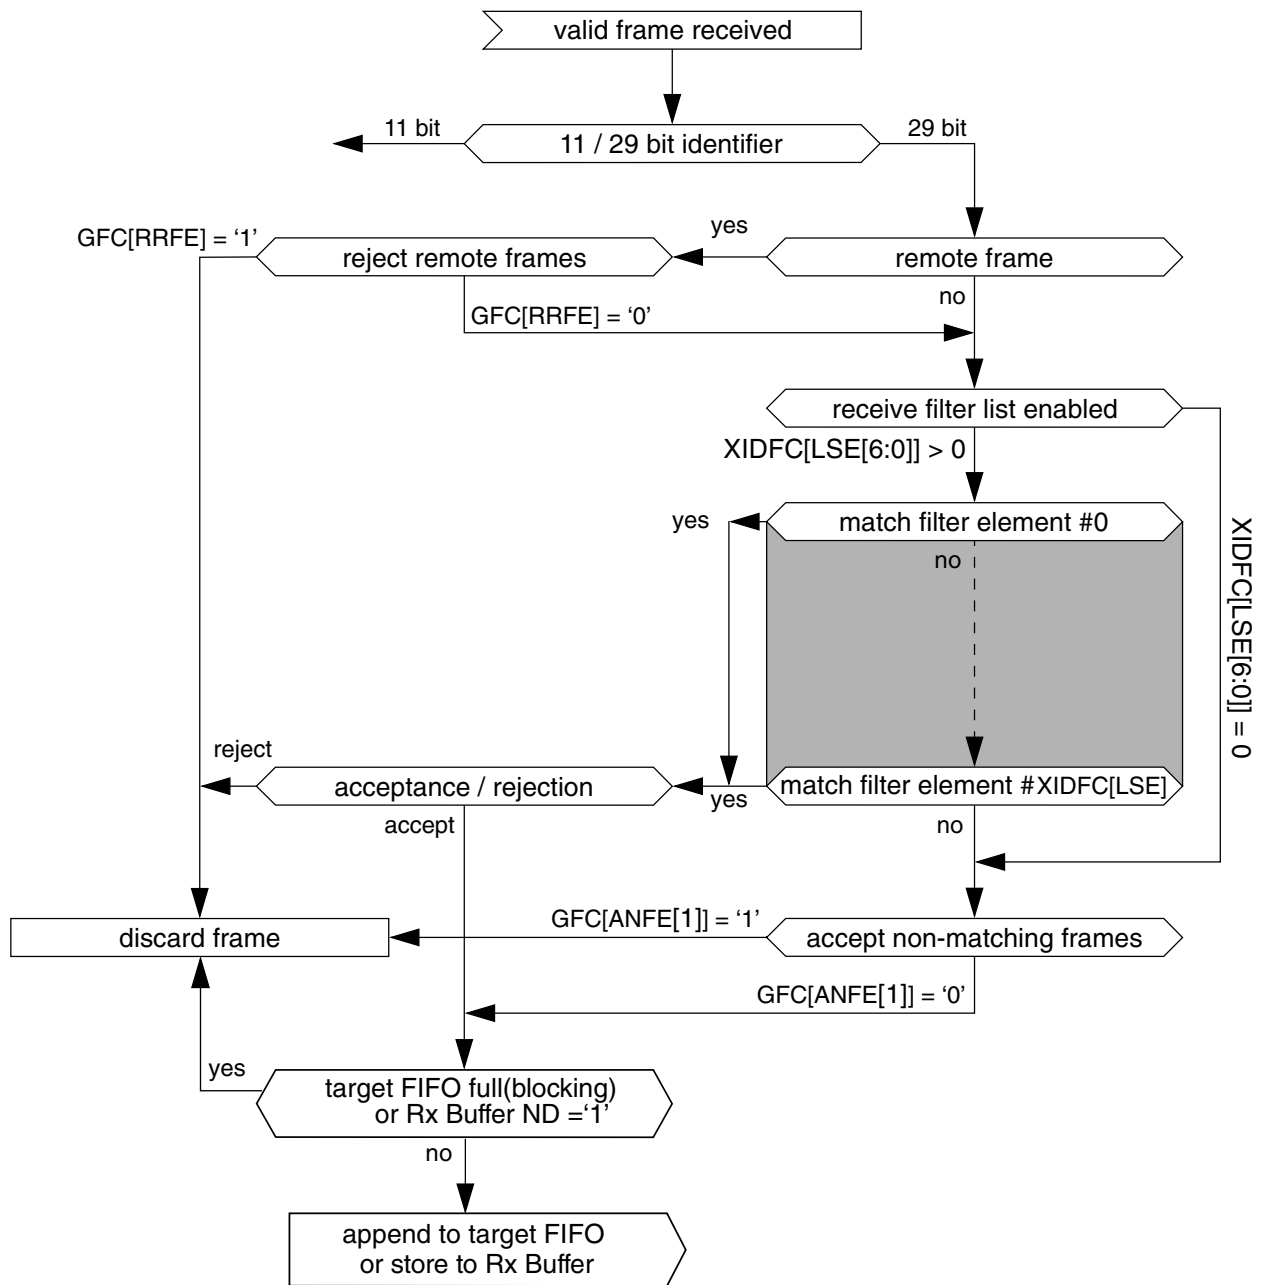 valid frame received
11 bit
11 / 29 bit identifier
29 bit
GFC[RRFE] = ‘1’
reject remote frames
yes
remote frame
no
GFC[RRFE] = ‘0’
receive filter list enabled
XIDFC[LSE[6:0]] > 0
yes
match filter element #0
no
XIDFC[LSE[6:0]] = 0
reject
acceptance / rejection
yes
match filter element #XIDFC[LSE]
accept
no
discard frame
GFC[ANFE[1]] = ‘1’
accept non-matching frames
GFC[ANFE[1]] = ‘0’
yes
target FIFO full(blocking)
or Rx Buffer ND =‘1’
no
append to target FIFO
or store to Rx Buffer